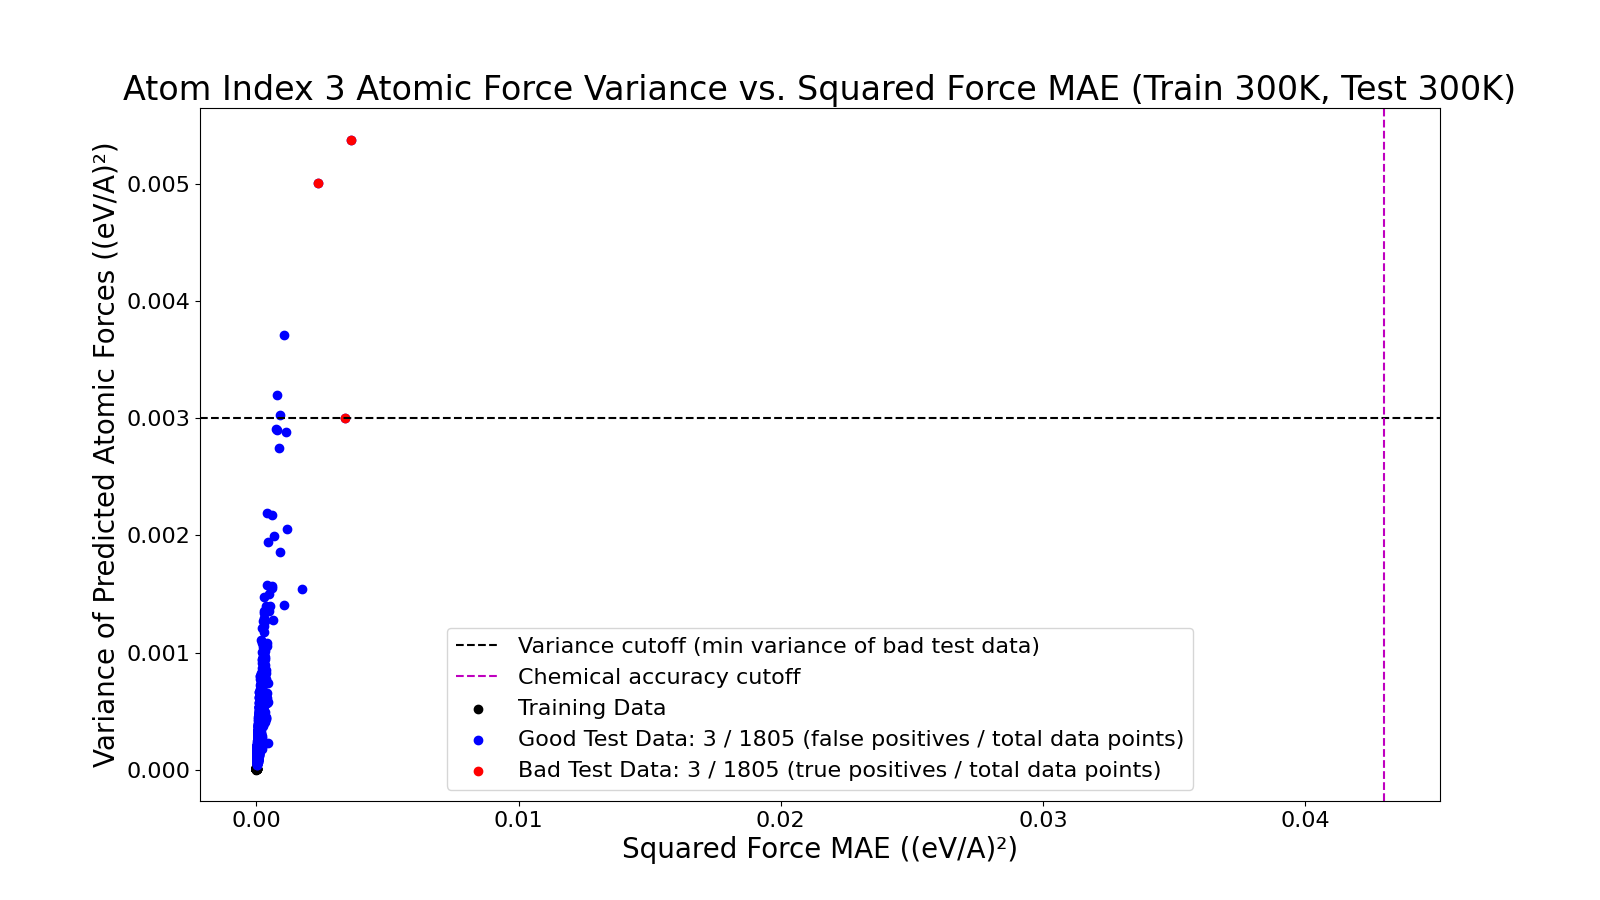 Atom Index 3 Atomic Force Variance vs. Squared Force MAE (Train 300K, Test 300K)
Variance of Predicted Atomic Forces ((eV/A)²)
0.005
0.004
0.003
0.002
0.001
0.000
Variance cutoff (min variance of bad test data)
Chemical accuracy cutoff
Training Data
Good Test Data: 3 / 1805 (false positives / total data points)
Bad Test Data: 3 / 1805 (true positives / total data points)
0.00 0.01 0.02 0.03 0.04
Squared Force MAE ((eV/A)²)